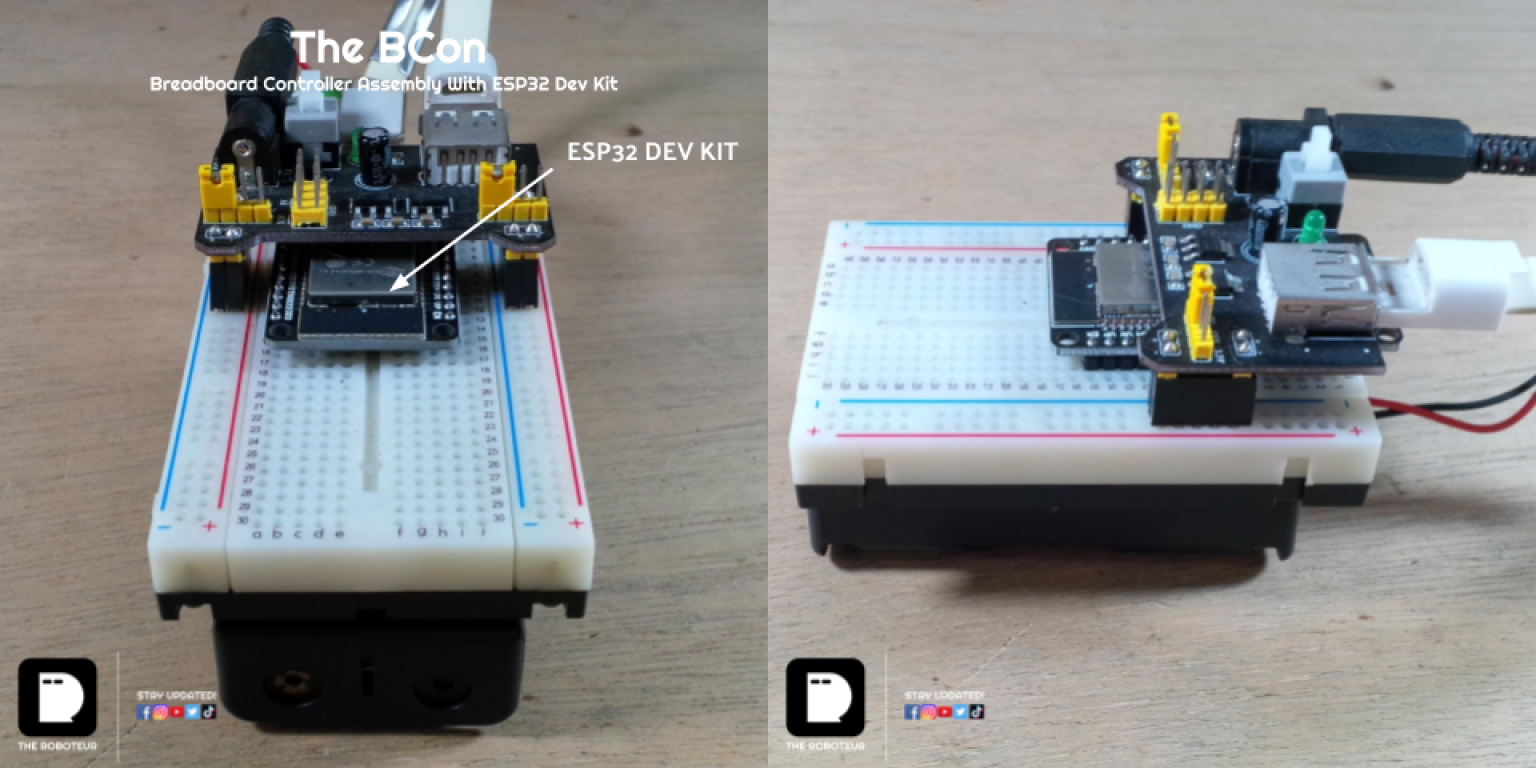 The BCon
Breadboard Controller Assembly With ESP32 Dev Kit
ESP32 DEV KIT
a b c d e f g h i j
STAY UPDATED!
THE ROBOTEUR
STAY UPDATED!
THE ROBOTEUR